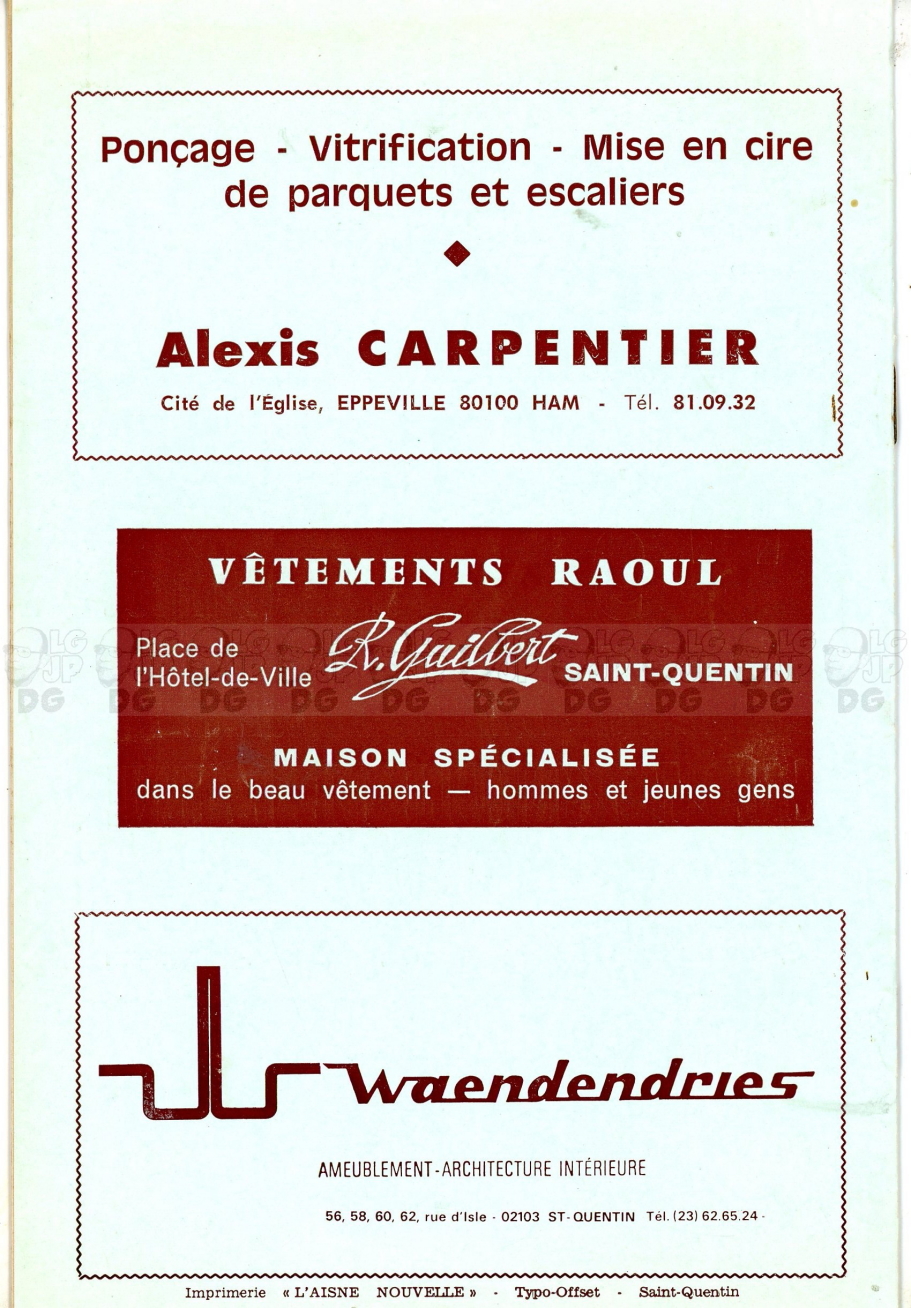 Ponçage - Vitrification - Mise en cire
de parquets et escaliers
Alexis CARPENTIER
Cité de l'Église, EPPEVILLE 80100 HAM - Tél. 81.09.32
VÊTEMENTS RAOUL
Place de
l'Hôtel-de-Ville
R. Guilbert
SAINT-QUENTIN
MAISON SPÉCIALISÉE
dans le beau vêtement — hommes et jeunes gens
Waendendries
AMEUBLEMENT-ARCHITECTURE INTÉRIEURE
56, 58, 60, 62, rue d'Isle - 02103 ST-QUENTIN Tél. (23) 62.65.24 -
Imprimerie « L'AISNE NOUVELLE » - Typo-Offset - Saint-Quentin
LG
JP
DG